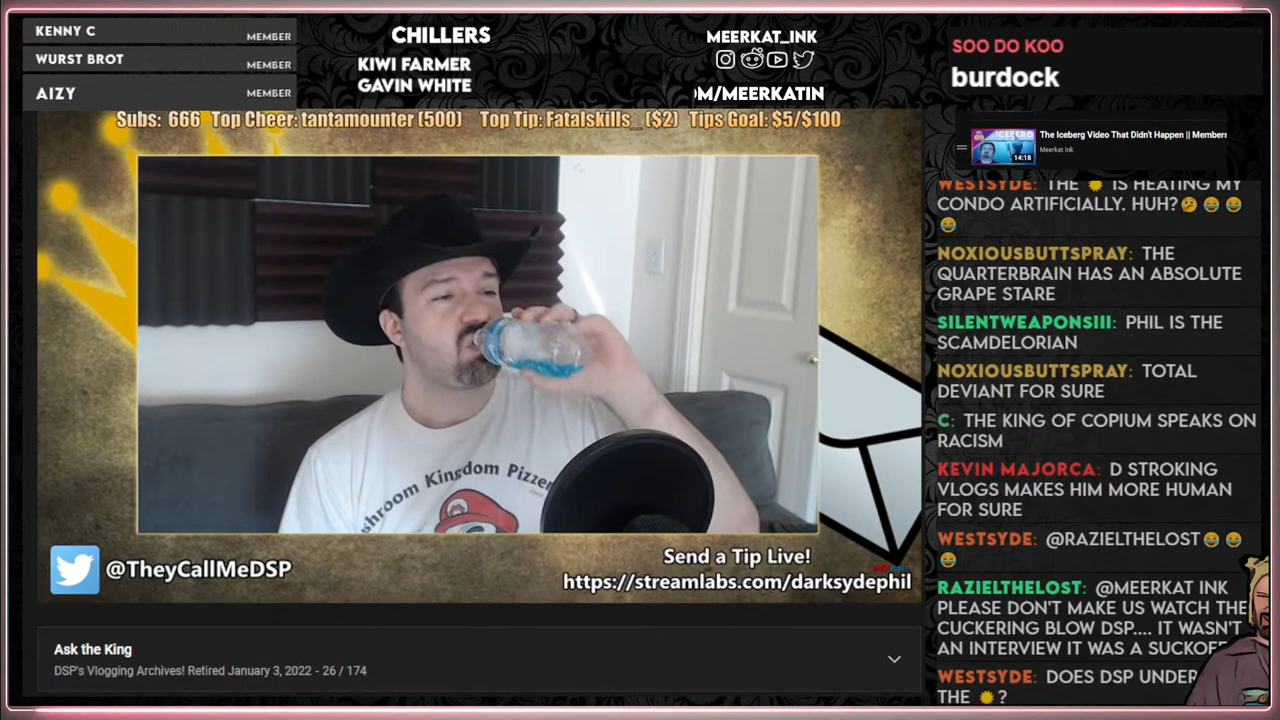 KENNY C
MEMBER
WURST BROT
MEMBER
AIZY
MEMBER
CHILLERS
KIWI FARMER
GAVIN WHITE
MEERKAT_INK
OM/MEERKATIN
SOO DO KOO
burdock
ICEBERG
14:18
The Iceberg Video That Didn't Happen || Members
Meerkat Ink
Subs: 666 Top Cheer: tantamounter (500) Top Tip: Fatalskills_ ($2) Tips Goal: $5/$100
shroom Kingdom Pizzer
@TheyCallMeDSP
Send a Tip Live!
https://streamlabs.com/darksydephil
Ask the King
DSP's Vlogging Archives! Retired January 3, 2022 - 26 / 174
WESTSYDE: THE ☀ IS HEATING MY
CONDO ARTIFICIALLY. HUH?🤔😂😂
😂
NOXIOUSBUTTSPRAY: THE
QUARTERBRAIN HAS AN ABSOLUTE
GRAPE STARE
SILENTWEAPONSIII: PHIL IS THE
SCAMDELORIAN
NOXIOUSBUTTSPRAY: TOTAL
DEVIANT FOR SURE
C: THE KING OF COPIUM SPEAKS ON
RACISM
KEVIN MAJORCA: D STROKING
VLOGS MAKES HIM MORE HUMAN
FOR SURE
WESTSYDE: @RAZIELTHELOST😂😂
😂
RAZIELTHELOST: @MEERKAT INK
PLEASE DON'T MAKE US WATCH THE
CUCKERING BLOW DSP.... IT WASN'T
AN INTERVIEW IT WAS A SUCKOFF
WESTSYDE: DOES DSP UNDER
THE ☀?